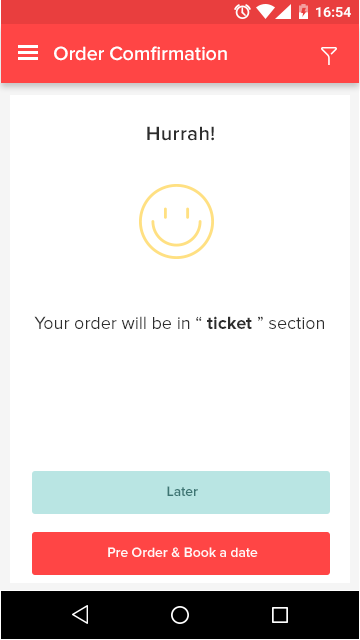 16:54
Order Comfirmation
Hurrah!
Your order will be in “ ticket ” section
Later
Pre Order & Book a date